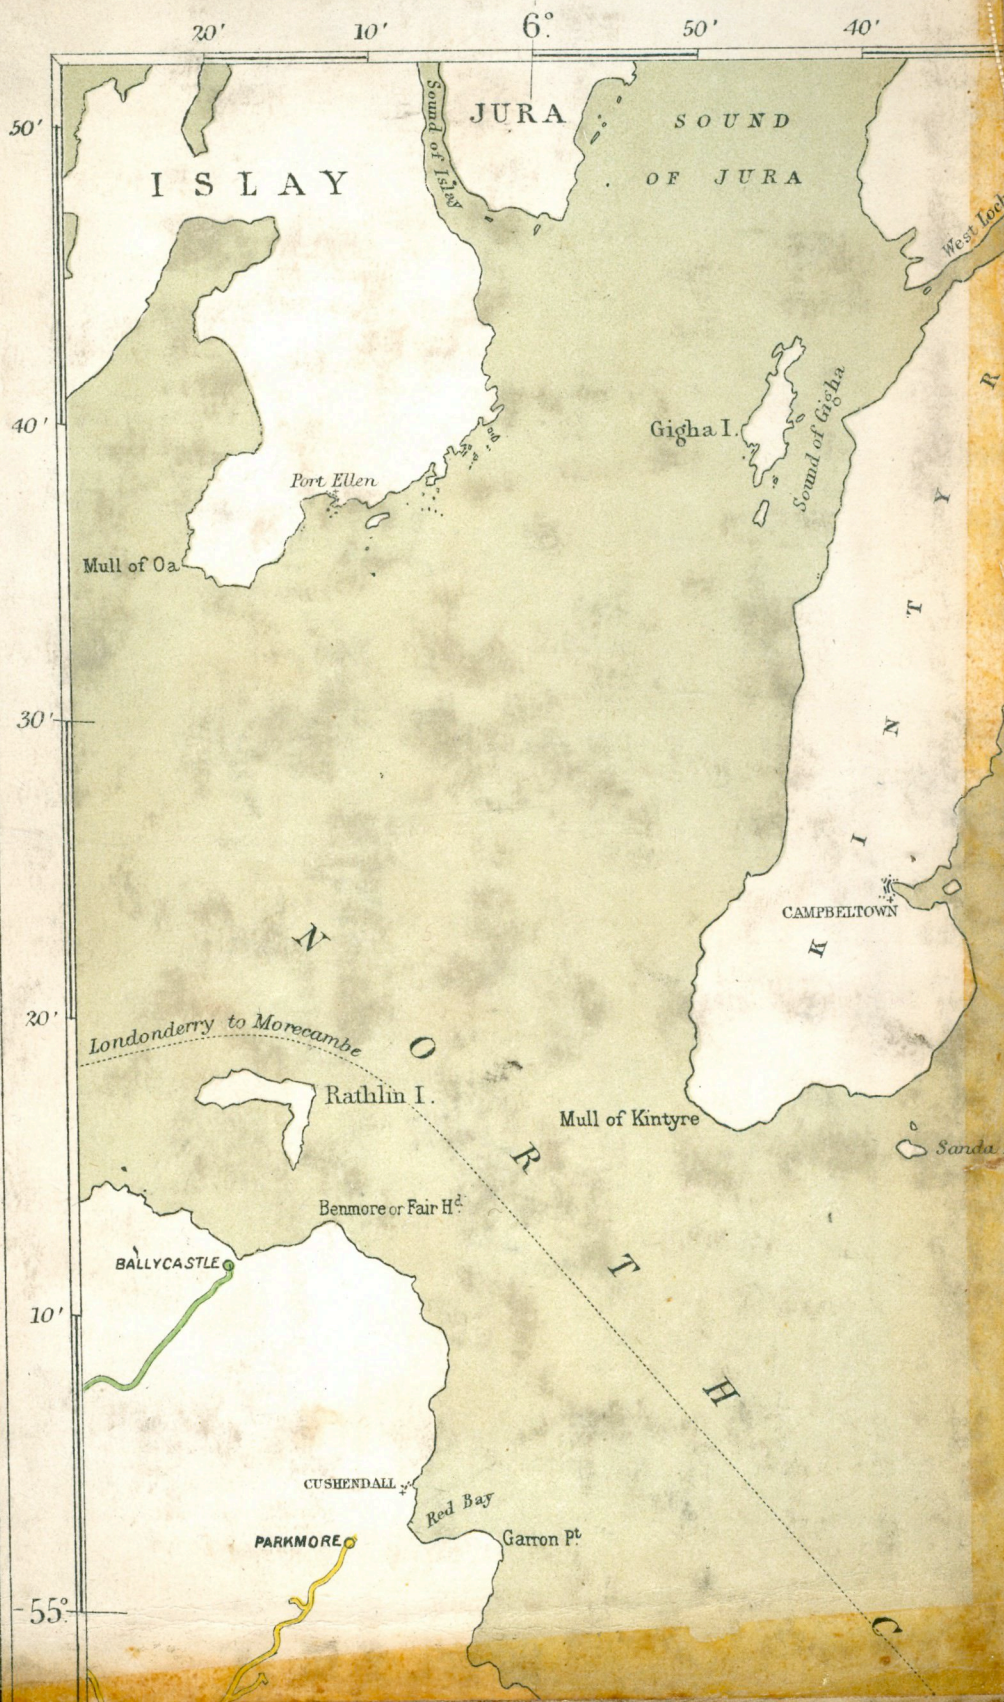 20' 10' 6° 50' 40'
50'
JURA
SOUND
OF JURA
Sound of Islay
ISLAY
West Loch
Gigha I.
Sound of Gigha
40'
Port Ellen
Mull of Oa
30'
KINTYR
CAMPBELTOWN
20'
Londonderry to Morecambe
NORTH C
Rathlin I.
Mull of Kintyre
Sanda
Benmore or Fair Hd.
BALLYCASTLE
10'
CUSHENDALL
Red Bay
PARKMORE
Garron Pt.
55°